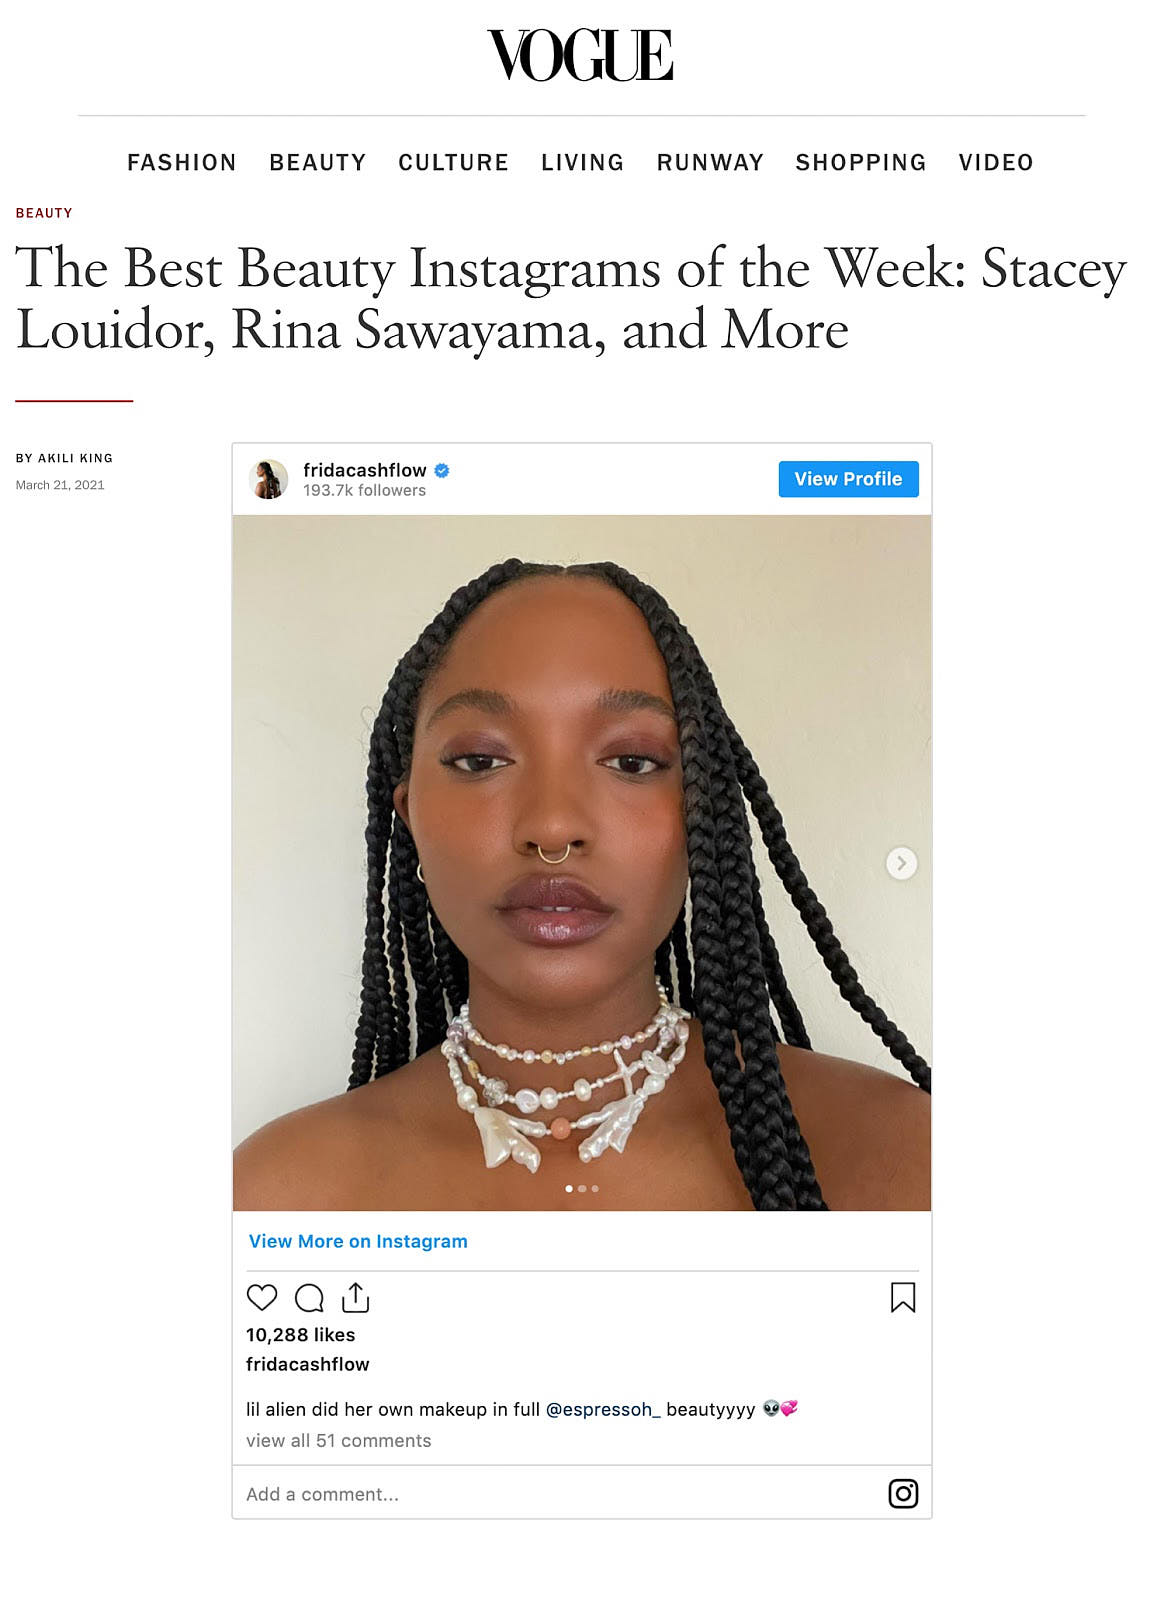 VOGUE
FASHION BEAUTY CULTURE LIVING RUNWAY SHOPPING VIDEO
BEAUTY
The Best Beauty Instagrams of the Week: Stacey
Louidor, Rina Sawayama, and More
BY AKILI KING
March 21, 2021
fridacashflow
193.7k followers
View Profile
View More on Instagram
10,288 likes
fridacashflow
lil alien did her own makeup in full @espressoh_ beautyyyy 👽💞
view all 51 comments
Add a comment...